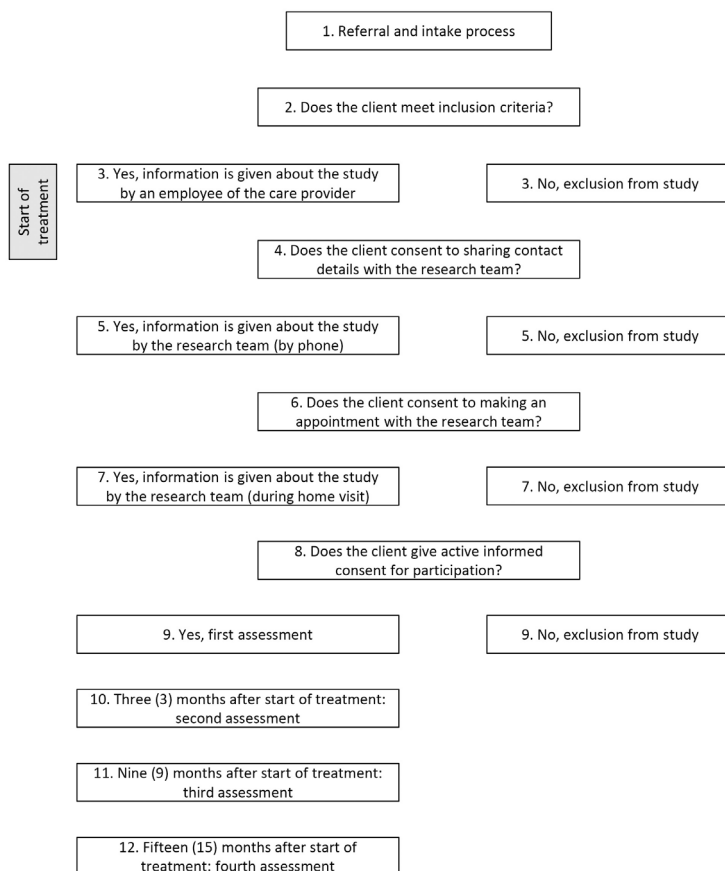 1. Referral and intake process
2. Does the client meet inclusion criteria?
Start of
treatment
3. Yes, information is given about the study
by an employee of the care provider
3. No, exclusion from study
4. Does the client consent to sharing contact
details with the research team?
5. Yes, information is given about the study
by the research team (by phone)
5. No, exclusion from study
6. Does the client consent to making an
appointment with the research team?
7. Yes, information is given about the study
by the research team (during home visit)
7. No, exclusion from study
8. Does the client give active informed
consent for participation?
9. Yes, first assessment
9. No, exclusion from study
10. Three (3) months after start of treatment:
second assessment
11. Nine (9) months after start of treatment:
third assessment
12. Fifteen (15) months after start of
treatment: fourth assessment